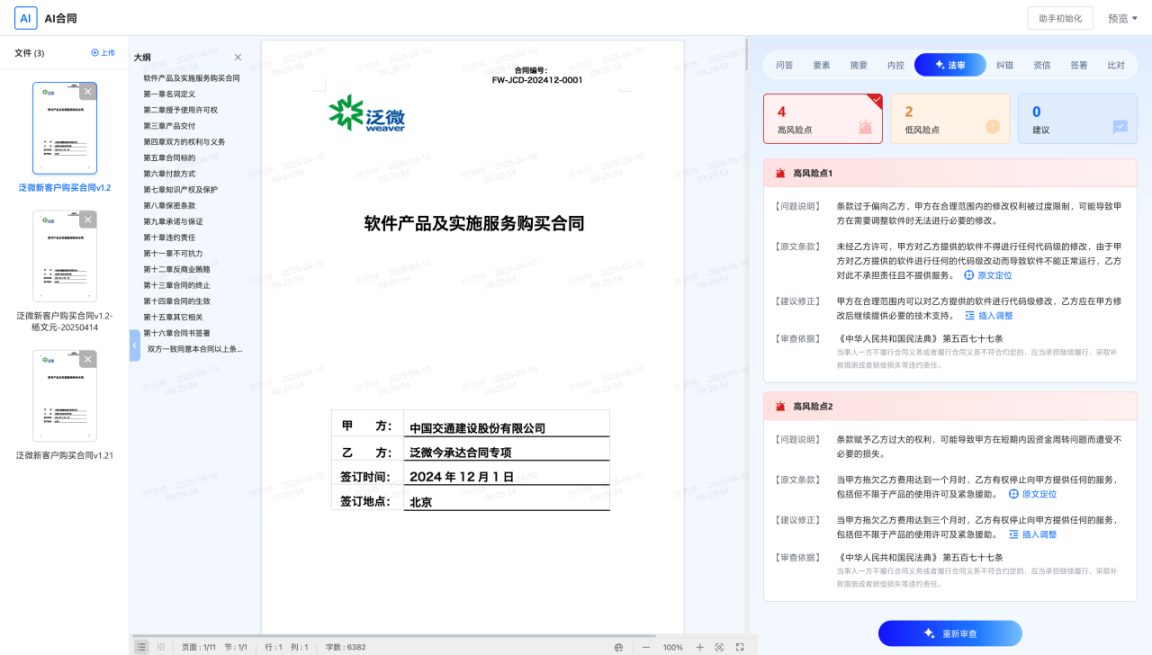 AI AI合同
助手初始化 预览
文件 (3) 上传
泛微新客户购买合同v1.2
泛微新客户购买合同v1.2-
杨文元-20250414
泛微新客户购买合同v1.21
大纲
软件产品及实施服务购买合同
第一章名词定义
第二章授予使用许可权
第三章产品交付
第四章双方的权利与义务
第五章合同标的
第六章付款方式
第七章知识产权及保护
第八章保密条款
第九章承诺与保证
第十章违约责任
第十一章不可抗力
第十二章反商业贿赂
第十三章合同的终止
第十四章合同的生效
第十五章其它相关
第十六章合同书签署
双方一致同意本合同以上条...
合同编号:
FW-JCD-202412-0001
泛微
weaver
软件产品及实施服务购买合同
甲 方: 中国交通建设股份有限公司
乙 方: 泛微今承达合同专项
签订时间: 2024 年 12 月 1 日
签订地点: 北京
2025-04-10
09:29:54
页面 : 1/11 节 : 1/1 行 : 1 列 : 1 字数 : 6382
100%
问答 要素 摘要 内控 法审 纠错 资信 签署 比对
4
高风险点
2
低风险点
0
建议
高风险点1
【问题说明】 条款过于偏向乙方，甲方在合理范围内的修改权利被过度限制，可能导致甲
方在需要调整软件时无法进行必要的修改。
【原文条款】 未经乙方许可，甲方对乙方提供的软件不得进行任何代码级的修改，由于甲
方对乙方提供的软件进行任何的代码级改动而导致软件不能正常运行，乙方
对此不承担责任且不提供服务。 原文定位
【建议修正】 甲方在合理范围内可以对乙方提供的软件进行代码级修改，乙方应在甲方修
改后继续提供必要的技术支持。 插入调整
【审查依据】 《中华人民共和国民法典》 第五百七十七条
当事人一方不履行合同义务或者履行合同义务不符合约定的，应当承担继续履行、采取补
救措施或者赔偿损失等违约责任。
高风险点2
【问题说明】 条款赋予乙方过大的权利，可能导致甲方在短期内因资金周转问题而遭受不
必要的损失。
【原文条款】 当甲方拖欠乙方费用达到一个月时，乙方有权停止向甲方提供任何的服务，
包括但不限于产品的使用许可及紧急援助。 原文定位
【建议修正】 当甲方拖欠乙方费用达到三个月时，乙方有权停止向甲方提供任何的服务，
包括但不限于产品的使用许可及紧急援助。 插入调整
【审查依据】 《中华人民共和国民法典》 第五百七十七条
当事人一方不履行合同义务或者履行合同义务不符合约定的，应当承担继续履行、采取补
救措施或者赔偿损失等违约责任。
重新审查